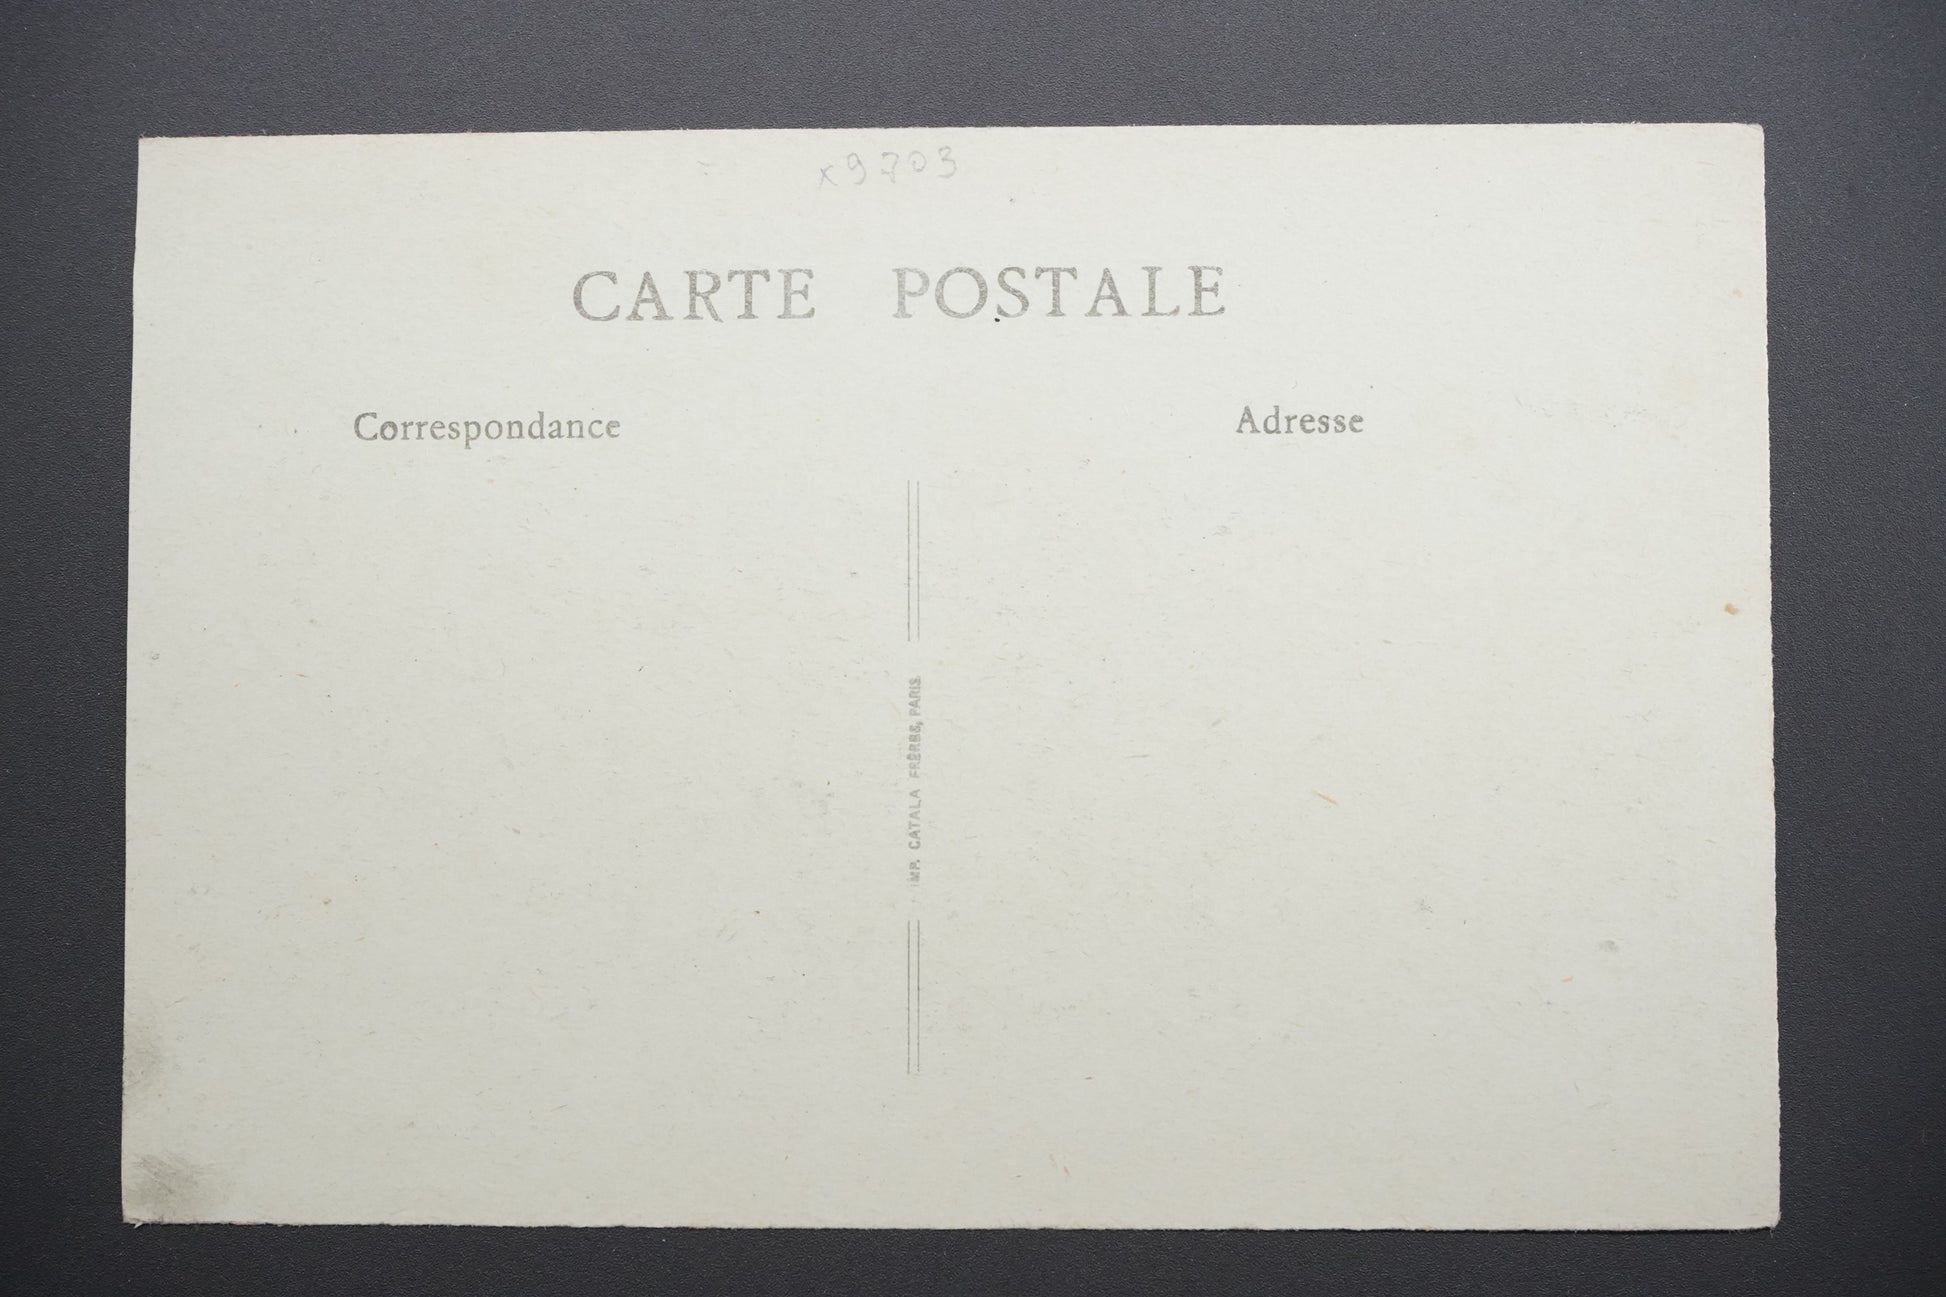 x9703
CARTE POSTALE
Correspondance
Adresse
IMP. CATALA FRÈRES, PARIS.